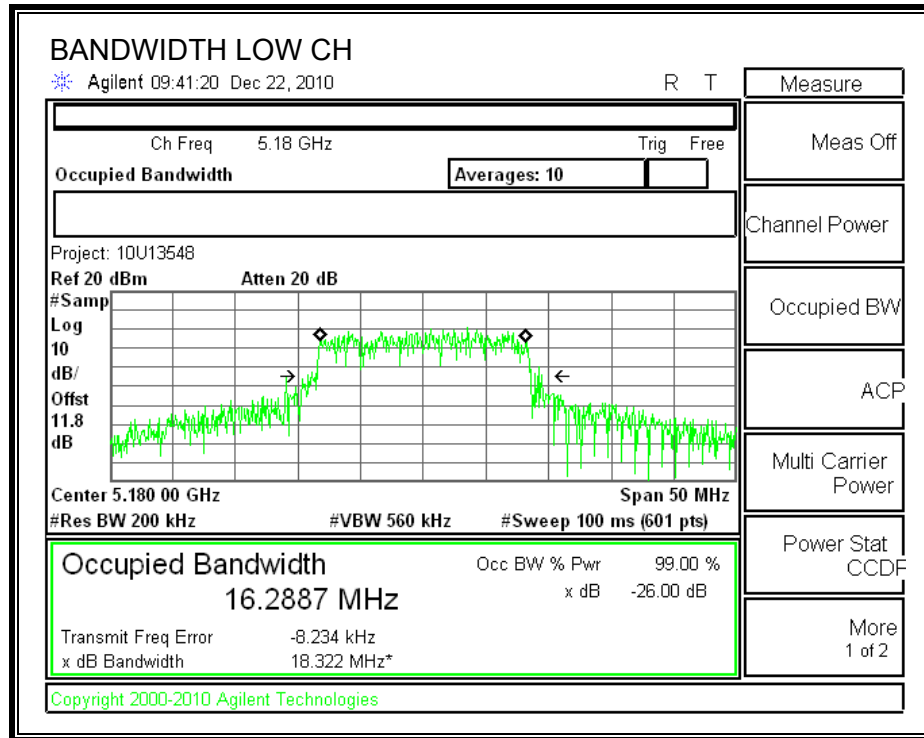 BANDWIDTH LOW CH
Agilent 09:41:20 Dec 22, 2010 R T
Measure
Ch Freq 5.18 GHz Trig Free
Meas Off
Occupied Bandwidth Averages: 10
Channel Power
Project: 10U13548
Ref 20 dBm Atten 20 dB
#Samp
Log
10
dB/
Offst
11.8
dB
Occupied BW
ACP
Multi Carrier
Power
Center 5.180 00 GHz Span 50 MHz
#Res BW 200 kHz #VBW 560 kHz #Sweep 100 ms (601 pts)
Power Stat
CCDF
Occupied Bandwidth Occ BW % Pwr 99.00 %
16.2887 MHz x dB -26.00 dB
Transmit Freq Error -8.234 kHz
x dB Bandwidth 18.322 MHz*
More
1 of 2
Copyright 2000-2010 Agilent Technologies